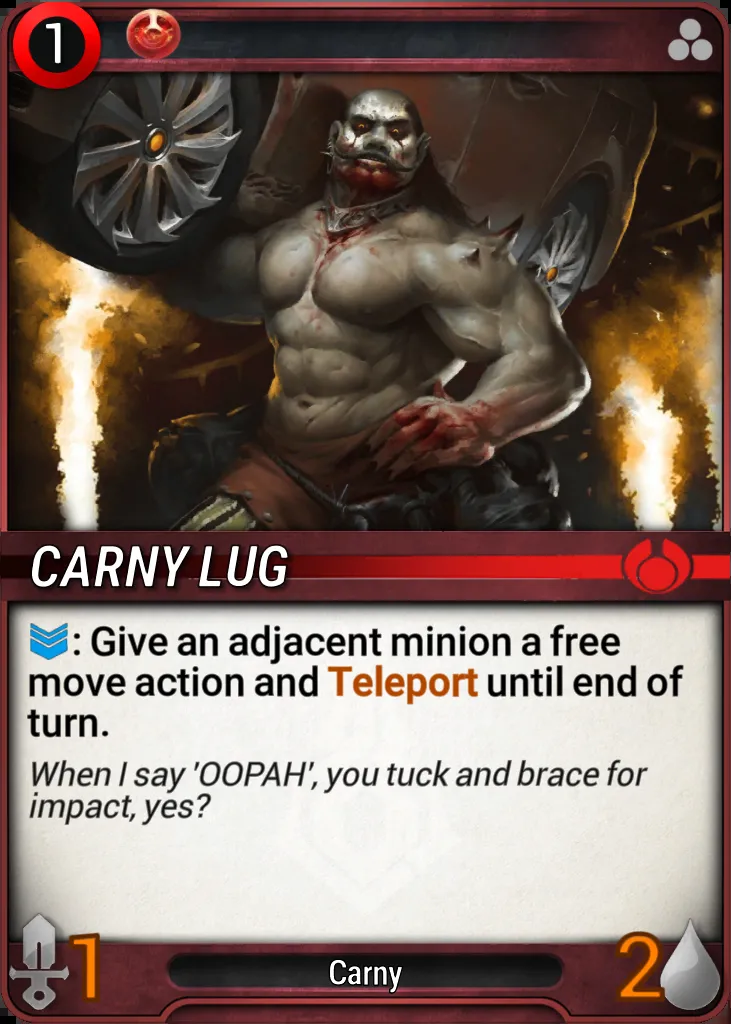 1
CARNY LUG
: Give an adjacent minion a free
move action and Teleport until end of
turn.
When I say 'OOPAH', you tuck and brace for
impact, yes?
1
Carny
2